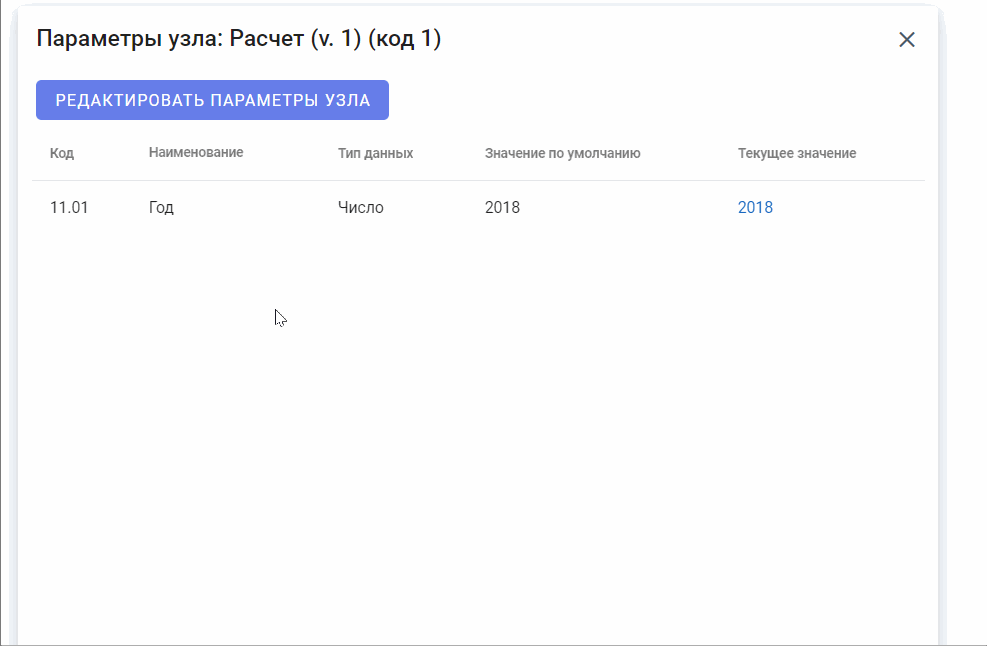 Параметры узла: Расчет (v. 1) (код 1)
РЕДАКТИРОВАТЬ ПАРАМЕТРЫ УЗЛА
Код Наименование Тип данных Значение по умолчанию Текущее значение
11.01 Год Число 2018 2018